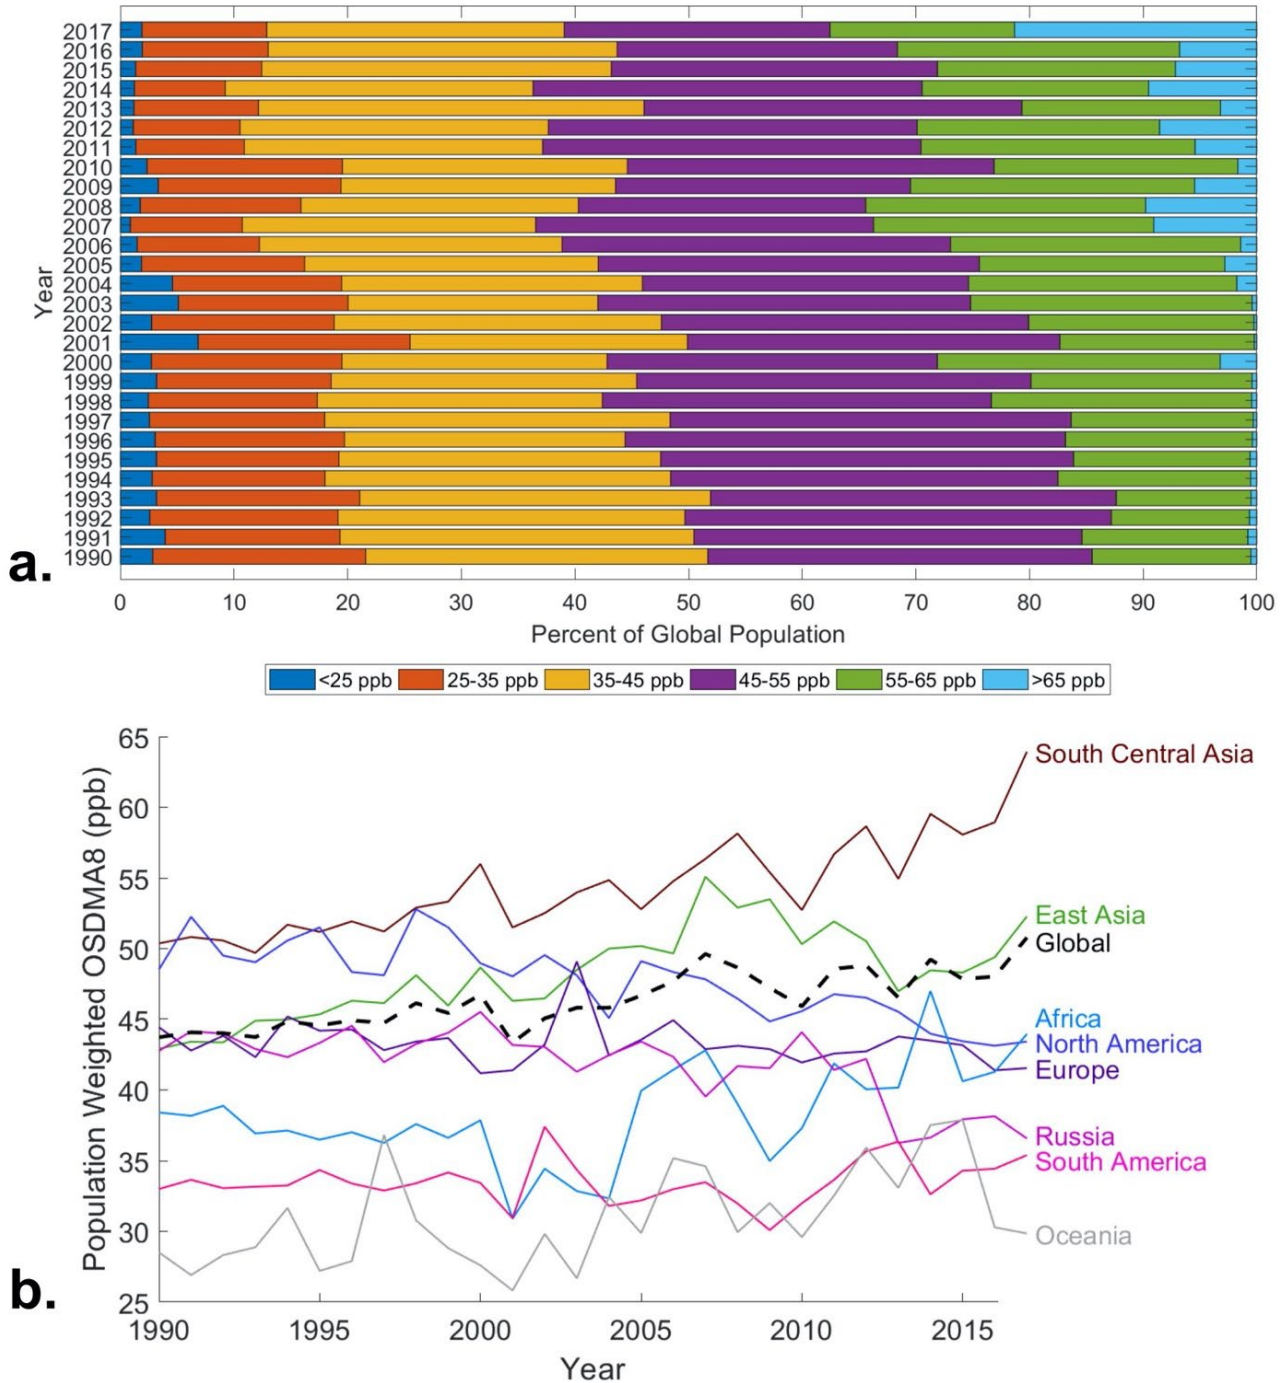 2017
2016
2015
2014
2013
2012
2011
2010
2009
2008
2007
2006
2005
2004
2003
2002
2001
2000
1999
1998
1997
1996
1995
1994
1993
1992
1991
1990
Year
a.
0 10 20 30 40 50 60 70 80 90 100
Percent of Global Population
<25 ppb 25-35 ppb 35-45 ppb 45-55 ppb 55-65 ppb >65 ppb
65
60
55
50
45
40
35
30
25
Population Weighted OSDMA8 (ppb)
South Central Asia
East Asia
Global
Africa
North America
Europe
Russia
South America
Oceania
b.
1990 1995 2000 2005 2010 2015
Year